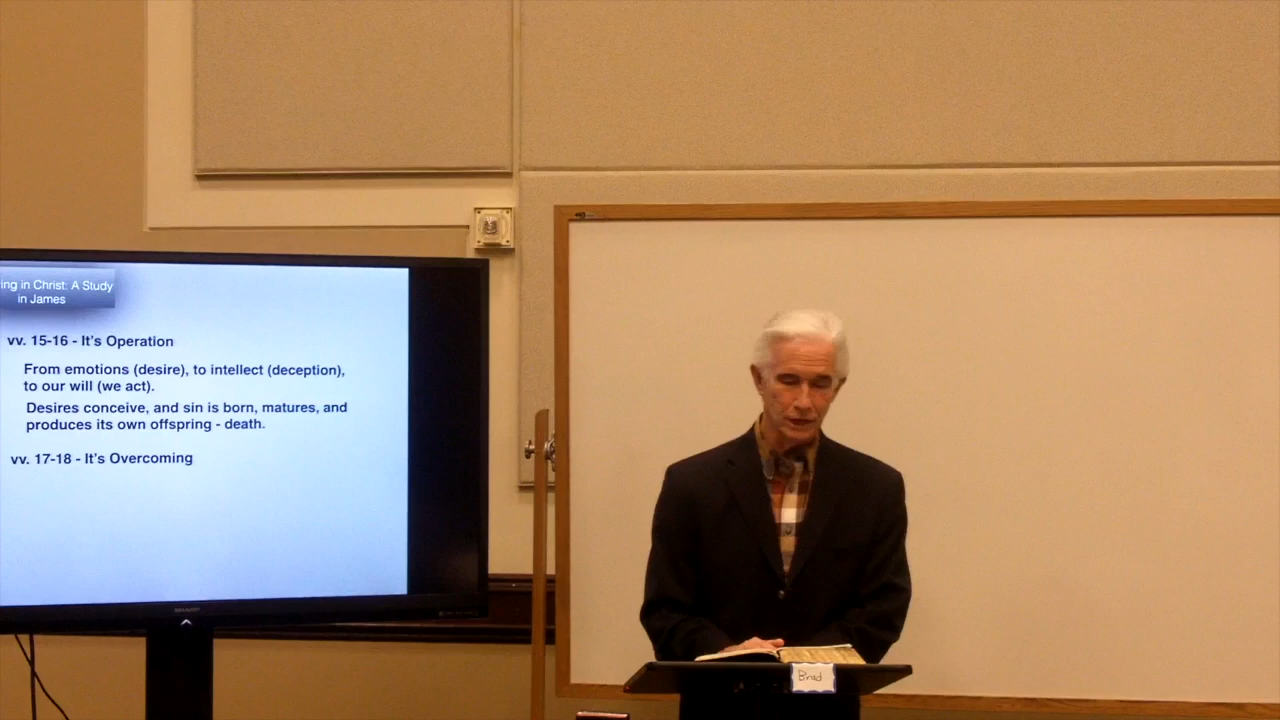 ing in Christ: A Study
in James
vv. 15-16 - It's Operation
From emotions (desire), to intellect (deception),
to our will (we act).
Desires conceive, and sin is born, matures, and
produces its own offspring - death.
vv. 17-18 - It's Overcoming
SHARP
Brad